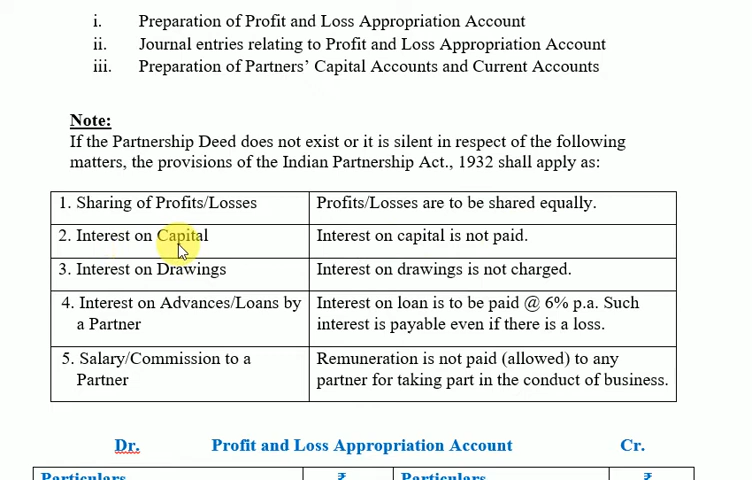 i. Preparation of Profit and Loss Appropriation Account
ii. Journal entries relating to Profit and Loss Appropriation Account
iii. Preparation of Partners' Capital Accounts and Current Accounts
Note:
If the Partnership Deed does not exist or it is silent in respect of the following
matters, the provisions of the Indian Partnership Act., 1932 shall apply as:
1. Sharing of Profits/Losses Profits/Losses are to be shared equally.
2. Interest on Capital Interest on capital is not paid.
3. Interest on Drawings Interest on drawings is not charged.
4. Interest on Advances/Loans by Interest on loan is to be paid @ 6% p.a. Such
a Partner interest is payable even if there is a loss.
5. Salary/Commission to a Remuneration is not paid (allowed) to any
Partner partner for taking part in the conduct of business.
Dr. Profit and Loss Appropriation Account Cr.
Particulars ₹ Particulars ₹